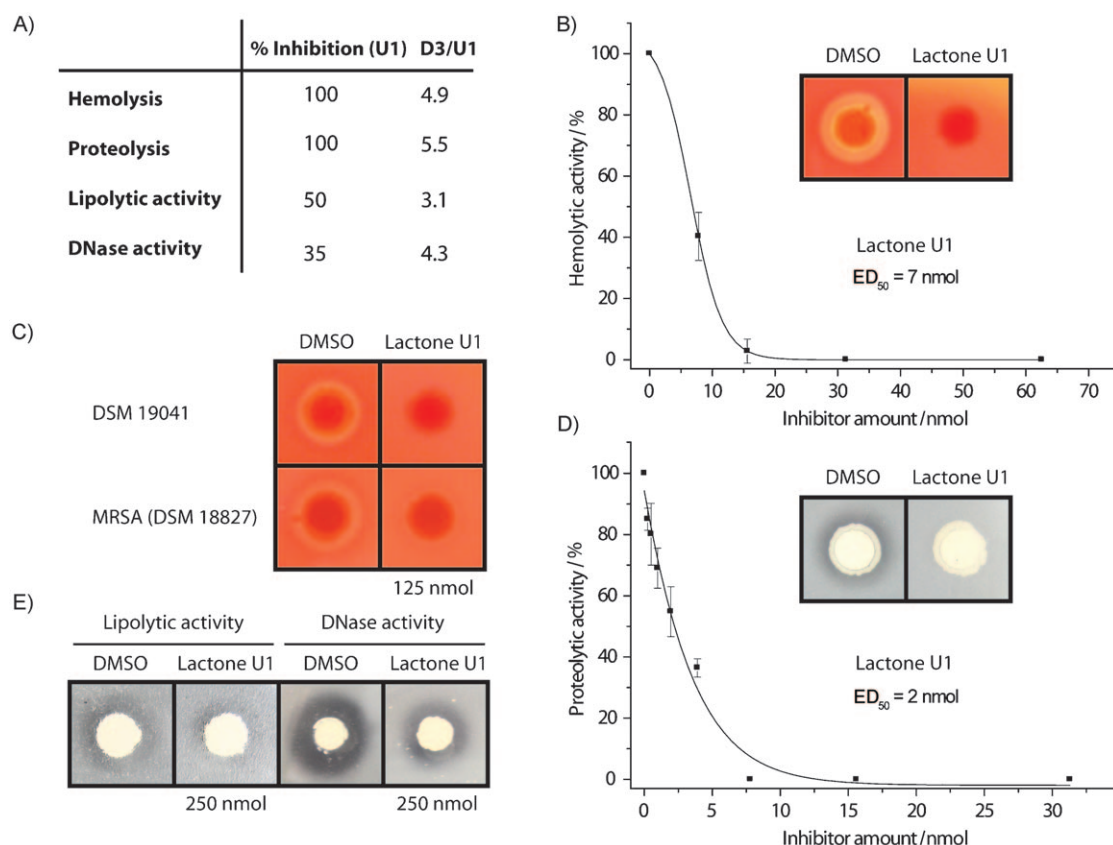 A)
% Inhibition (U1) D3/U1
Hemolysis 100 4.9
Proteolysis 100 5.5
Lipolytic activity 50 3.1
DNase activity 35 4.3
B)
Hemolytic activity / %
100
80
60
40
20
0
DMSO Lactone U1
Lactone U1
ED50 = 7 nmol
0 10 20 30 40 50 60 70
Inhibitor amount / nmol
C)
DMSO Lactone U1
DSM 19041
MRSA (DSM 18827)
125 nmol
D)
Proteolytic activity / %
100
80
60
40
20
0
DMSO Lactone U1
Lactone U1
ED50 = 2 nmol
0 5 10 15 20 25 30
Inhibitor amount / nmol
E)
Lipolytic activity DNase activity
DMSO Lactone U1 DMSO Lactone U1
250 nmol 250 nmol